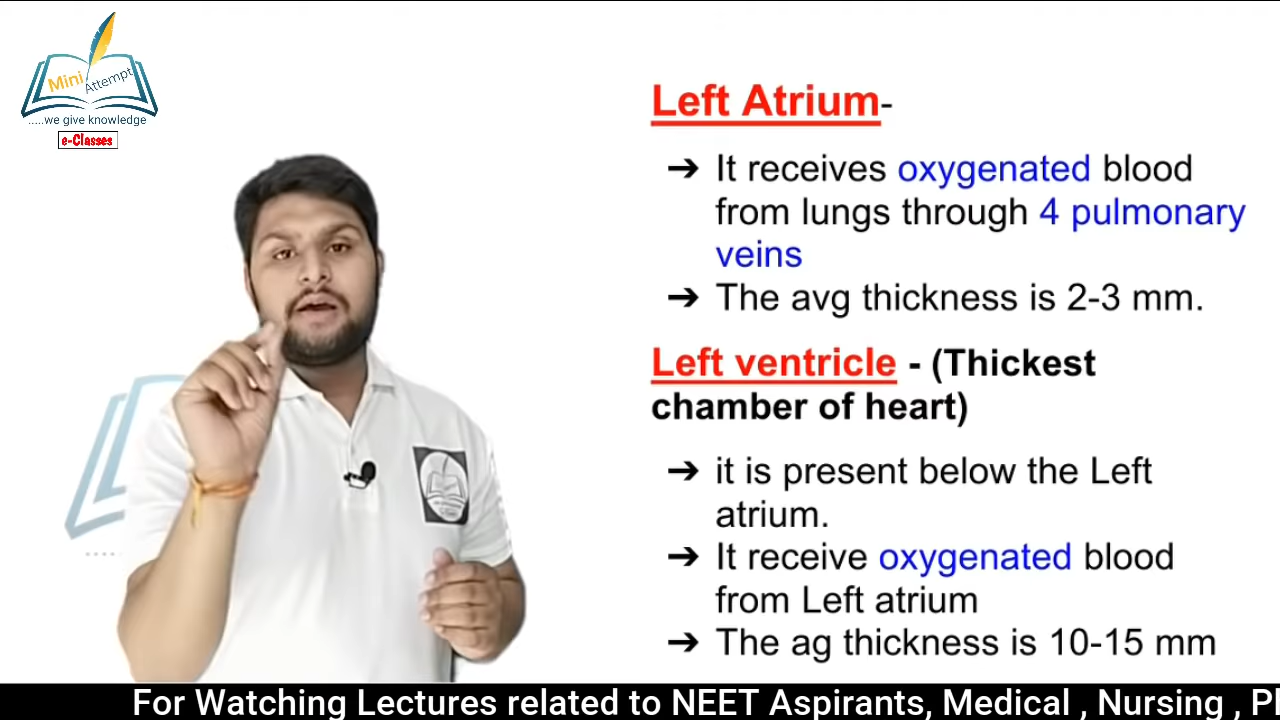 Mini Attempt
.....we give knowledge
e-Classes
Left Atrium-
➔ It receives oxygenated blood
from lungs through 4 pulmonary
veins
➔ The avg thickness is 2-3 mm.
Left ventricle - (Thickest
chamber of heart)
➔ it is present below the Left
atrium.
➔ It receive oxygenated blood
from Left atrium
➔ The ag thickness is 10-15 mm
For Watching Lectures related to NEET Aspirants, Medical , Nursing ,